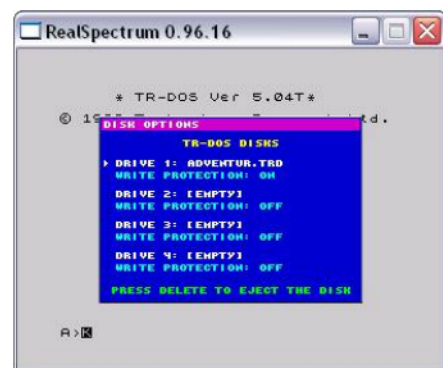 RealSpectrum 0.96.16
* TR-DOS Ver 5.04T*
© 19
td.
DISK OPTIONS
TR-DOS DISKS
DRIVE 1: ADVENTUR.TRD
WRITE PROTECTION: ON
DRIVE 2: [EMPTY]
WRITE PROTECTION: OFF
DRIVE 3: [EMPTY]
WRITE PROTECTION: OFF
DRIVE 4: [EMPTY]
WRITE PROTECTION: OFF
PRESS DELETE TO EJECT THE DISK
A>K